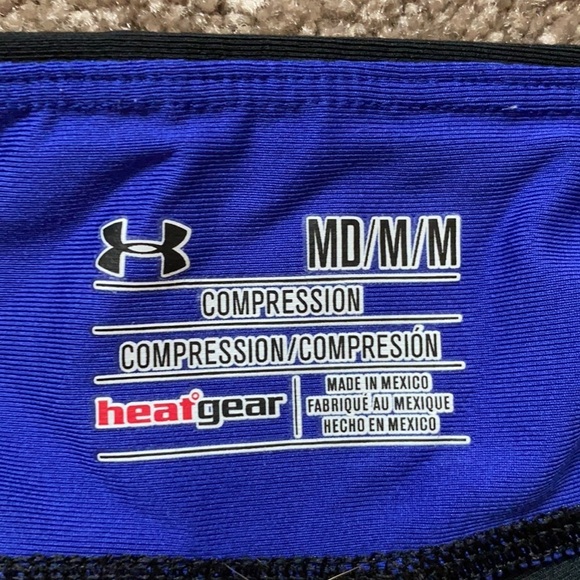 MD/M/M
COMPRESSION
COMPRESSION/COMPRESIÓN
heatgear
MADE IN MEXICO
FABRIQUÉ AU MEXIQUE
HECHO EN MEXICO